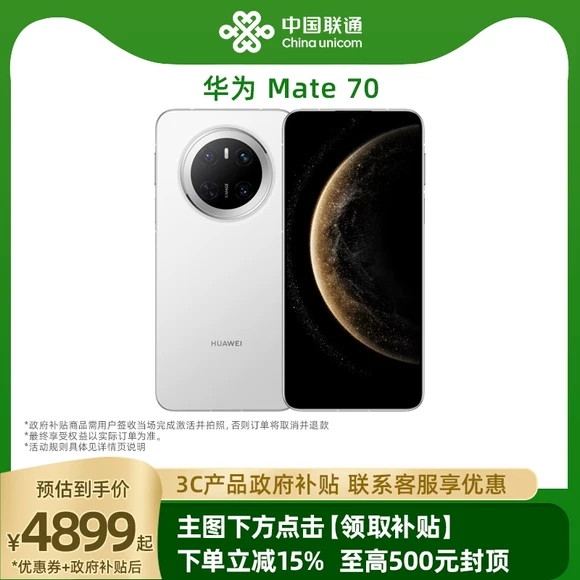 中国联通
China unicom
华为 Mate 70
XMAGE
HUAWEI
*政府补贴商品需用户签收当场完成激活并拍照,否则订单将取消并退款
*最终享受权益以实际订单为准。
*活动规则具体见详情页说明
预估到手价
¥4899起
*优惠券+政府补贴后
3C产品政府补贴 联系客服享优惠
主图下方点击【领取补贴】
下单立减15% 至高500元封顶